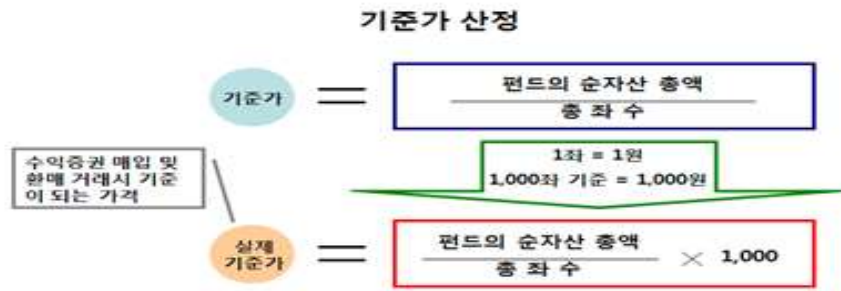 기준가 산정
기준가
=
펀드의 순자산 총액
총 좌 수
1좌 = 1원
1,000좌 기준 = 1,000원
수익증권 매입 및
환매 거래시 기준
이 되는 가격
실제
기준가
=
펀드의 순자산 총액
총 좌 수
× 1,000